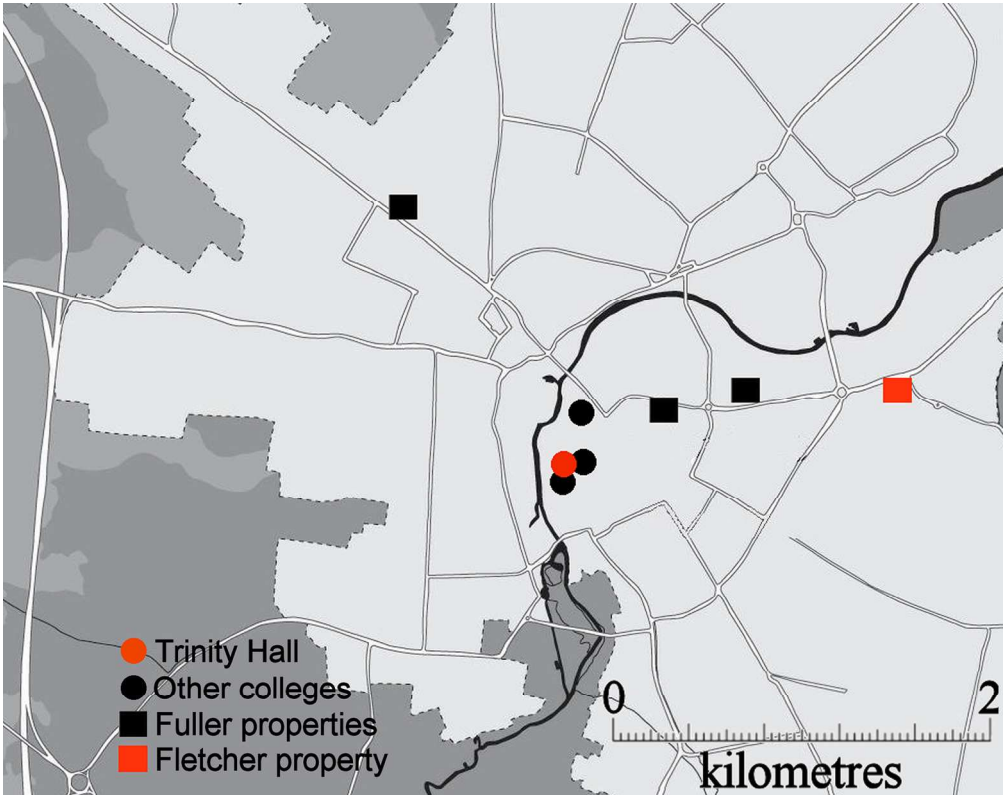 Trinity Hall
Other colleges
Fuller properties
Fletcher property
0 2
kilometres